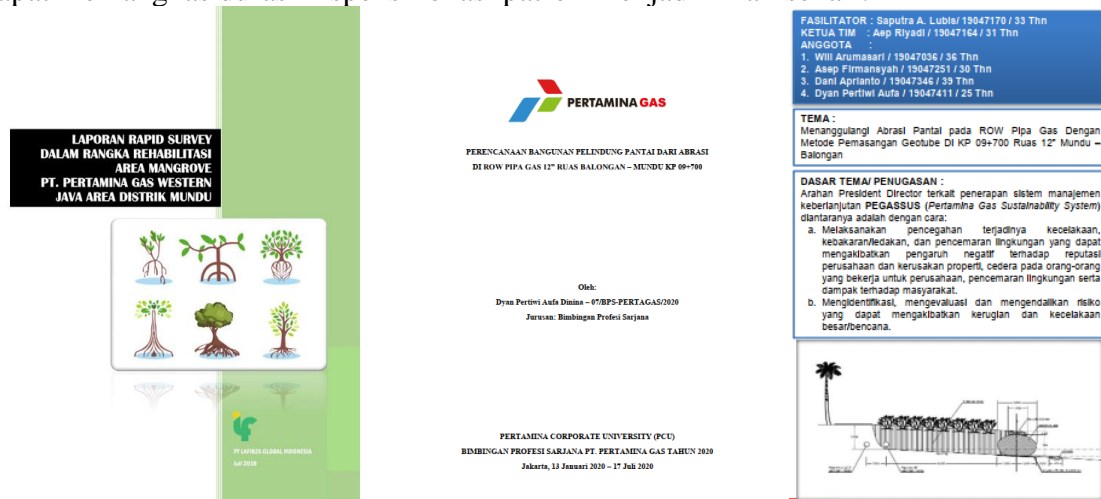 LAPORAN RAPID SURVEY
DALAM RANGKA REHABILITASI
AREA MANGROVE
PT. PERTAMINA GAS WESTERN
JAVA AREA DISTRIK MUNDU
PT LAFINZA GLOBAL INDONESIA
Juli 2018
PERTAMINA GAS
PERENCANAAN BANGUNAN PELINDUNG PANTAI DARI ABRASI
DI ROW PIPA GAS 12" RUAS BALONGAN – MUNDU KP 09+700
Oleh:
Dyan Pertiwi Aufa Dinina – 07/BPS-PERTAGAS/2020
Jurusan: Bimbingan Profesi Sarjana
PERTAMINA CORPORATE UNIVERSITY (PCU)
BIMBINGAN PROFESI SARJANA PT. PERTAMINA GAS TAHUN 2020
Jakarta, 13 Januari 2020 – 17 Juli 2020
FASILITATOR : Saputra A. Lubis/ 19047170 / 33 Thn
KETUA TIM : Aep Riyadi / 19047164 / 31 Thn
ANGGOTA :
1. Willi Arumasari / 19047036 / 36 Thn
2. Asep Firmansyah / 19047251 / 30 Thn
3. Dani Aprianto / 19047346 / 39 Thn
4. Dyan Pertiwi Aufa / 19047411 / 25 Thn
TEMA :
Menanggulangi Abrasi Pantai pada ROW Pipa Gas Dengan
Metode Pemasangan Geotube Di KP 09+700 Ruas 12" Mundu –
Balongan
DASAR TEMA/ PENUGASAN :
Arahan President Director terkait penerapan sistem manajemen
keberlanjutan PEGASSUS (Pertamina Gas Sustainability System)
diantaranya adalah dengan cara:
a. Melaksanakan pencegahan terjadinya kecelakaan,
kebakaran/ledakan, dan pencemaran lingkungan yang dapat
mengakibatkan pengaruh negatif terhadap reputasi
perusahaan dan kerusakan properti, cedera pada orang-orang
yang bekerja untuk perusahaan, pencemaran lingkungan serta
dampak terhadap masyarakat.
b. Mengidentifikasi, mengevaluasi dan mengendalikan risiko
yang dapat mengakibatkan kerugian dan kecelakaan
besar/bencana.